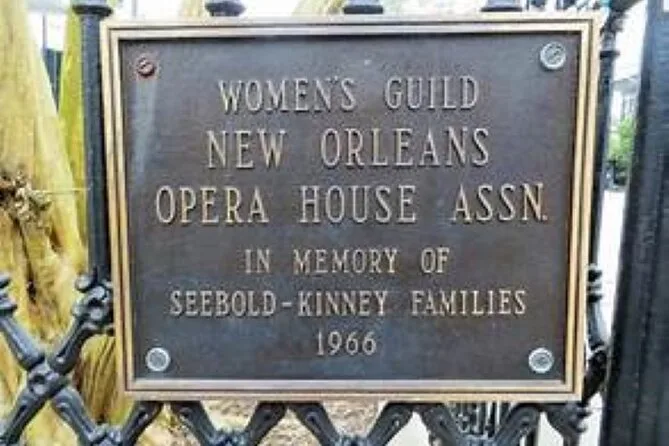 WOMEN'S GUILD
NEW ORLEANS
OPERA HOUSE ASSN.
IN MEMORY OF
SEEBOLD-KINNEY FAMILIES
1966